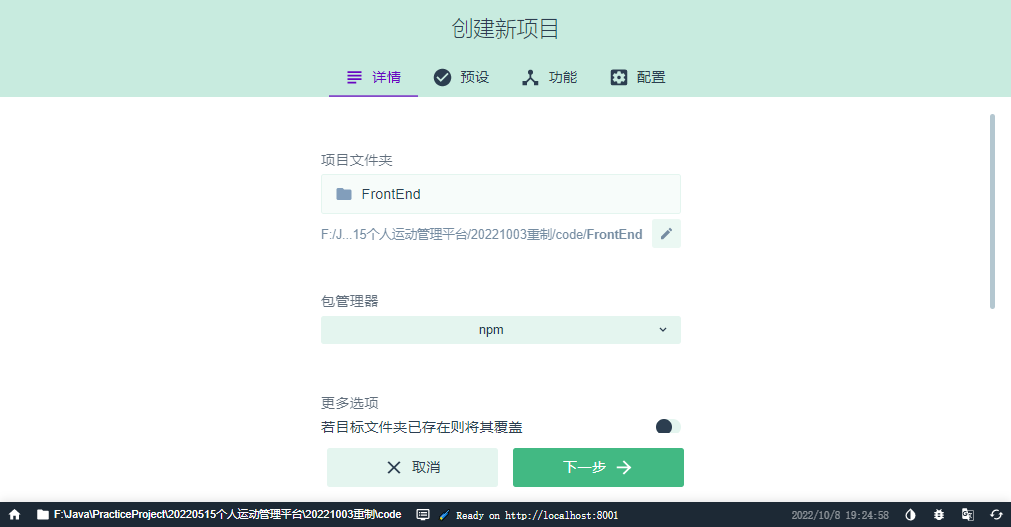 创建新项目
详情 预设 功能 配置
项目文件夹
FrontEnd
F:/J...15个人运动管理平台/20221003重制/code/FrontEnd
包管理器
npm
更多选项
若目标文件夹已存在则将其覆盖
取消 下一步
F:\Java\PracticeProject\20220515个人运动管理平台\20221003重制\code Ready on http://localhost:8001 2022/10/8 19:24:58